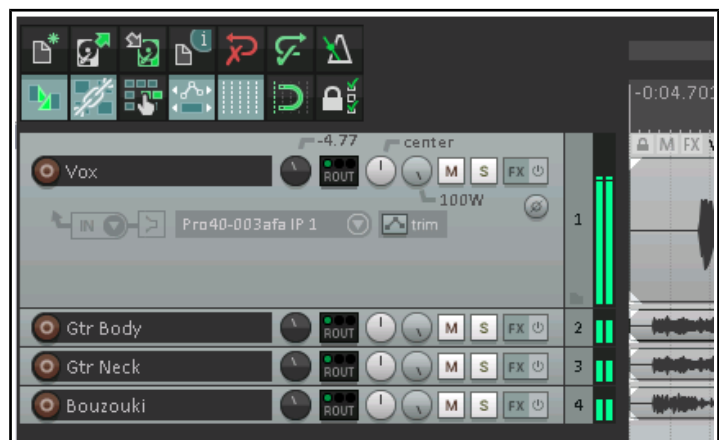 -0:04.701
-4.77 center
Vox ROUT M S FX
100W
IN Pro40-003afa IP 1 trim
1
M FX
Gtr Body ROUT M S FX 2
Gtr Neck ROUT M S FX 3
Bouzouki ROUT M S FX 4